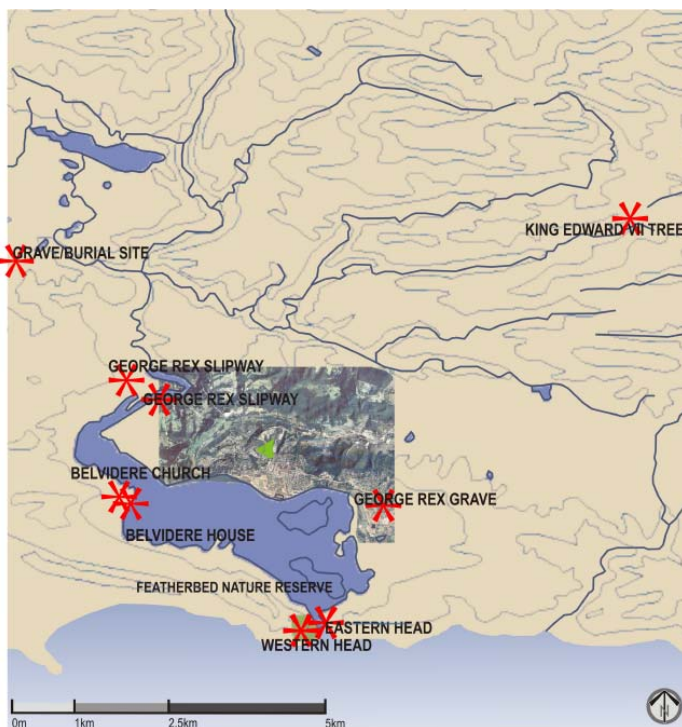 KING EDWARD VII TREE
GRAVE/BURIAL SITE
GEORGE REX SLIPWAY
GEORGE REX SLIPWAY
BELVIDERE CHURCH
GEORGE REX GRAVE
BELVIDERE HOUSE
FEATHERBED NATURE RESERVE
EASTERN HEAD
WESTERN HEAD
0m 1km 2.5km 5km
N